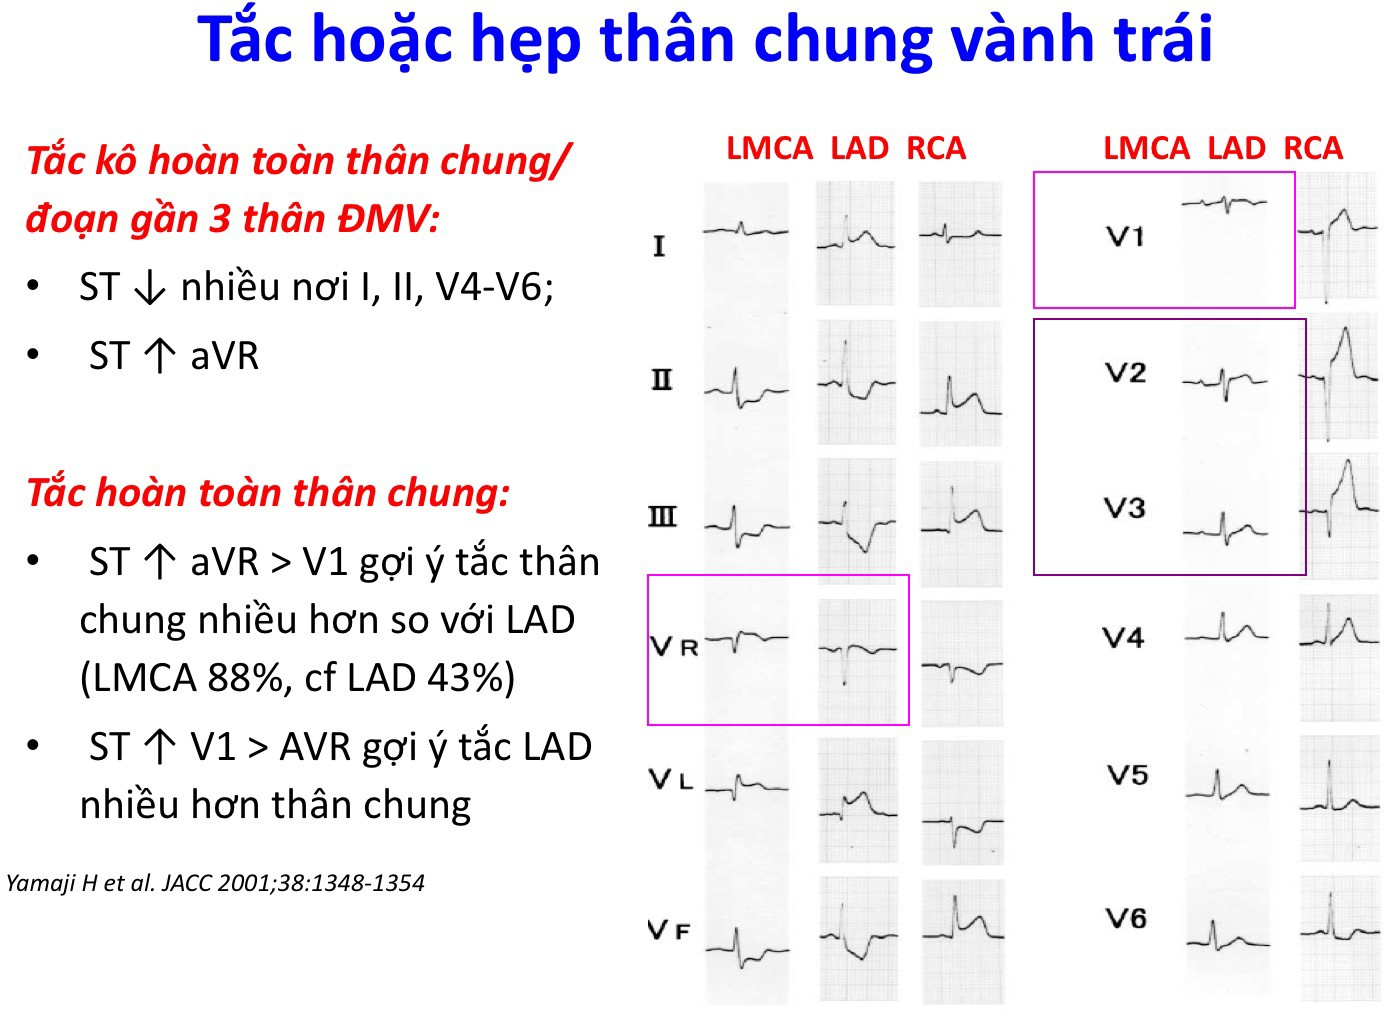 Tắc hoặc hẹp thân chung vành trái
Tắc kô hoàn toàn thân chung/
đoạn gần 3 thân ĐMV:
• ST ↓ nhiều nơi I, II, V4-V6;
• ST ↑ aVR
Tắc hoàn toàn thân chung:
• ST ↑ aVR > V1 gợi ý tắc thân
chung nhiều hơn so với LAD
(LMCA 88%, cf LAD 43%)
• ST ↑ V1 > AVR gợi ý tắc LAD
nhiều hơn thân chung
Yamaji H et al. JACC 2001;38:1348-1354
LMCA LAD RCA
I
II
III
VR
VL
VF
LMCA LAD RCA
V1
V2
V3
V4
V5
V6